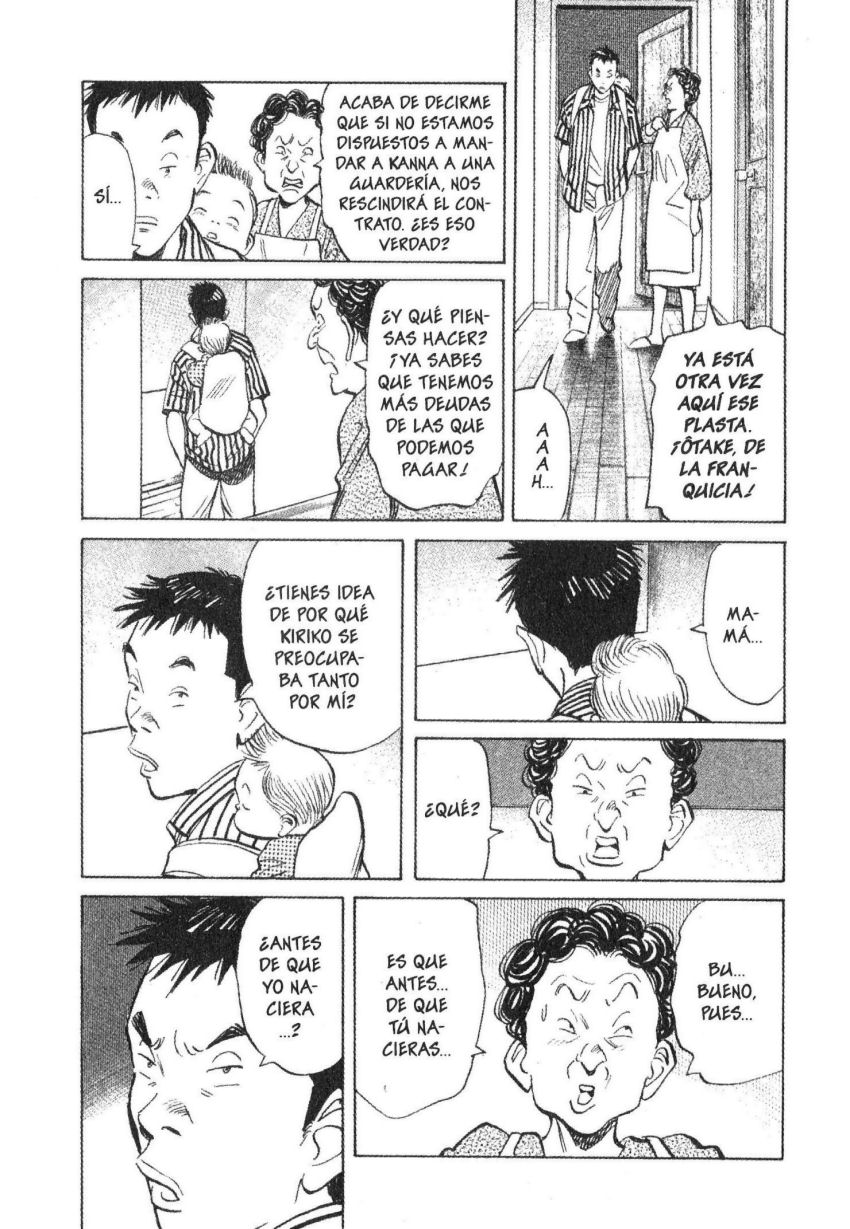 YA ESTÁ
OTRA VEZ
AQUÍ ESE
PLASTA.
¡ÔTAKE, DE
LA FRAN-
QUICIA!
A
A
A
H...
ACABA DE DECIRME
QUE SI NO ESTAMOS
DISPUESTOS A MAN-
DAR A KANNA A UNA
GUARDERÍA, NOS
RESCINDIRÁ EL CON-
TRATO. ¿ES ESO
VERDAD?
SÍ...
¿Y QUÉ PIEN-
SAS HACER?
¡YA SABES
QUE TENEMOS
MÁS DEUDAS
DE LAS QUE
PODEMOS
PAGAR!
MA-
MÁ...
¿QUÉ?
¿TIENES IDEA
DE POR QUÉ
KIRIKO SE
PREOCUPA-
BA TANTO
POR MÍ?
BU...
BUENO,
PUES...
ES QUE
ANTES...
DE QUE
TÚ NA-
CIERAS...
¿ANTES
DE QUE
YO NA-
CIERA
...?